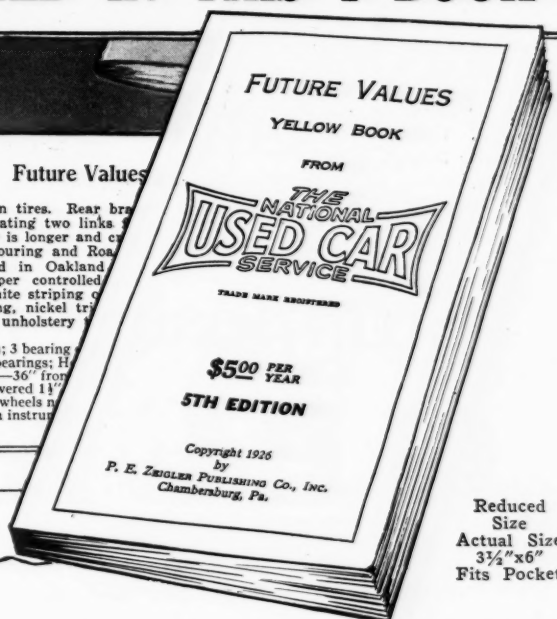 Future Values
n tires. Rear bra
ating two links
is longer and c
ouring and Roa
d in Oakland
per controlled
ite striping
ng, nickel tri
unholstery
; 3 bearing
earings; H
—36" fron
wered 1½"
wheels n
instru
FUTURE VALUES
YELLOW BOOK
FROM
THE
NATIONAL
USED CAR
SERVICE
TRADE MARK REGISTERED
$5.00 PER
YEAR
5TH EDITION
Copyright 1926
by
P. E. ZEIGLER PUBLISHING CO., INC.
Chambersburg, Pa.
Reduced
Size
Actual Size
3½"x6"
Fits Pocket